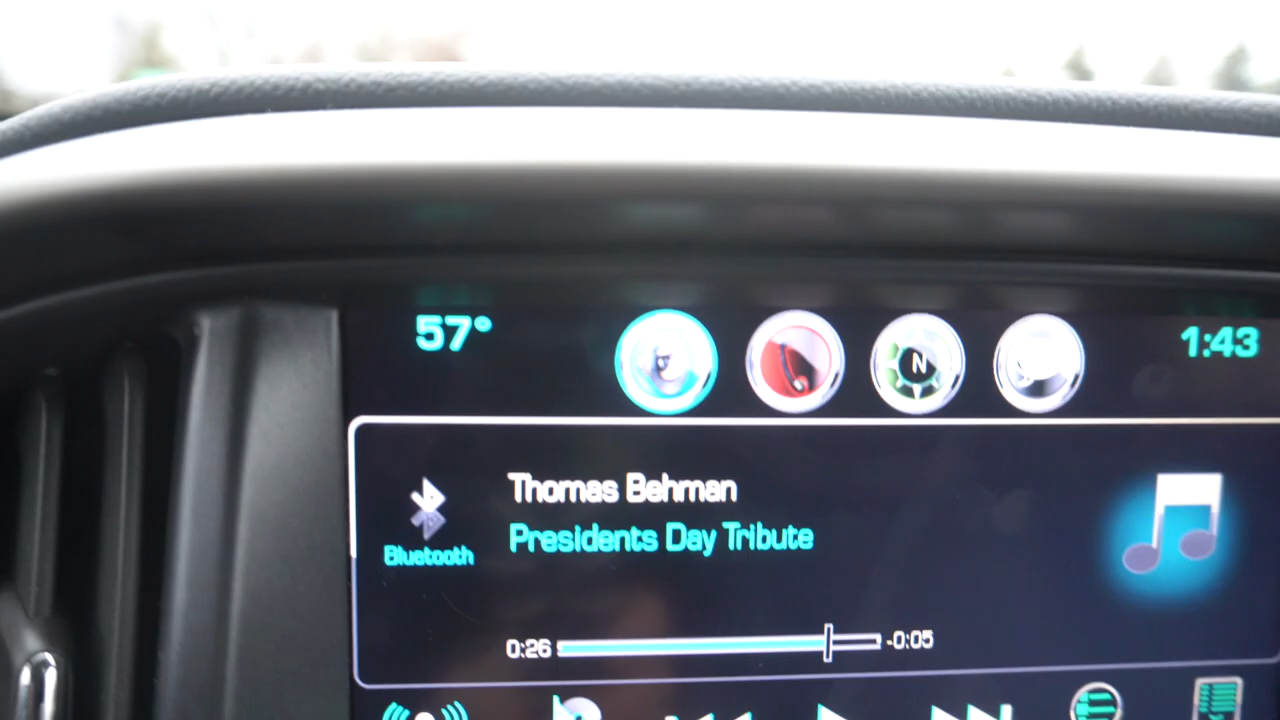 57°
N
1:43
Thomas Behman
Presidents Day Tribute
Bluetooth
0:26
-0:05